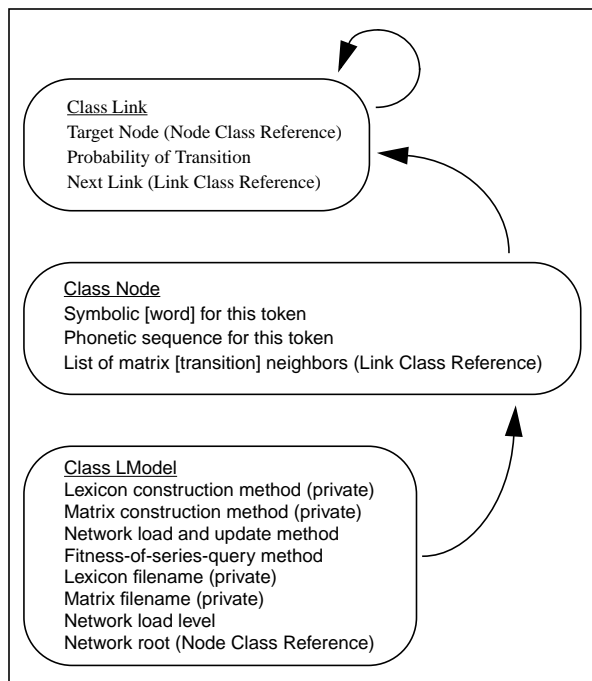 Class Link
Target Node (Node Class Reference)
Probability of Transition
Next Link (Link Class Reference)
Class Node
Symbolic [word] for this token
Phonetic sequence for this token
List of matrix [transition] neighbors (Link Class Reference)
Class LModel
Lexicon construction method (private)
Matrix construction method (private)
Network load and update method
Fitness-of-series-query method
Lexicon filename (private)
Matrix filename (private)
Network load level
Network root (Node Class Reference)